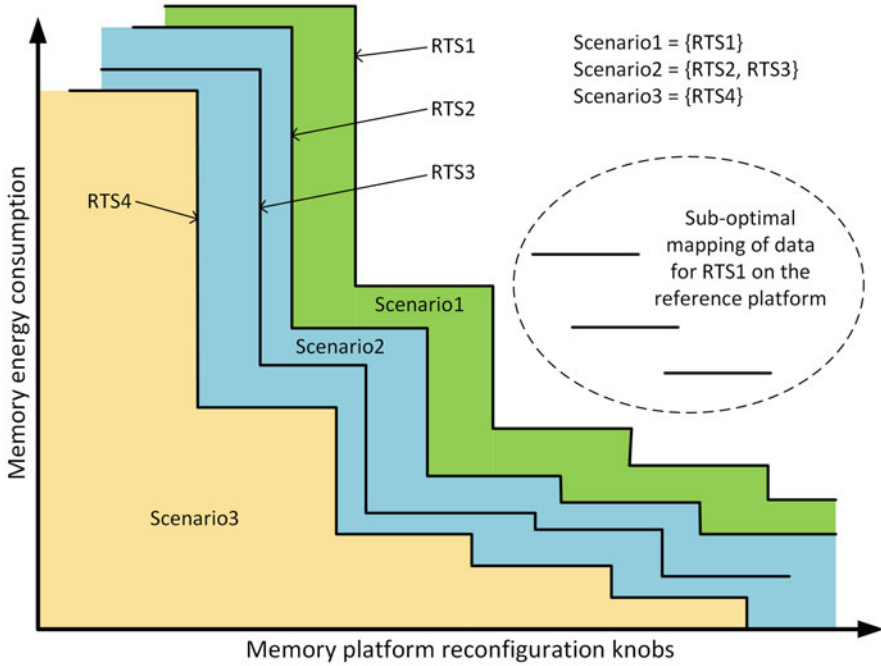 RTS1
RTS2
RTS3
RTS4
Scenario1 = {RTS1}
Scenario2 = {RTS2, RTS3}
Scenario3 = {RTS4}
Sub-optimal
mapping of data
for RTS1 on the
reference platform
Scenario1
Scenario2
Scenario3
Memory energy consumption
Memory platform reconfiguration knobs